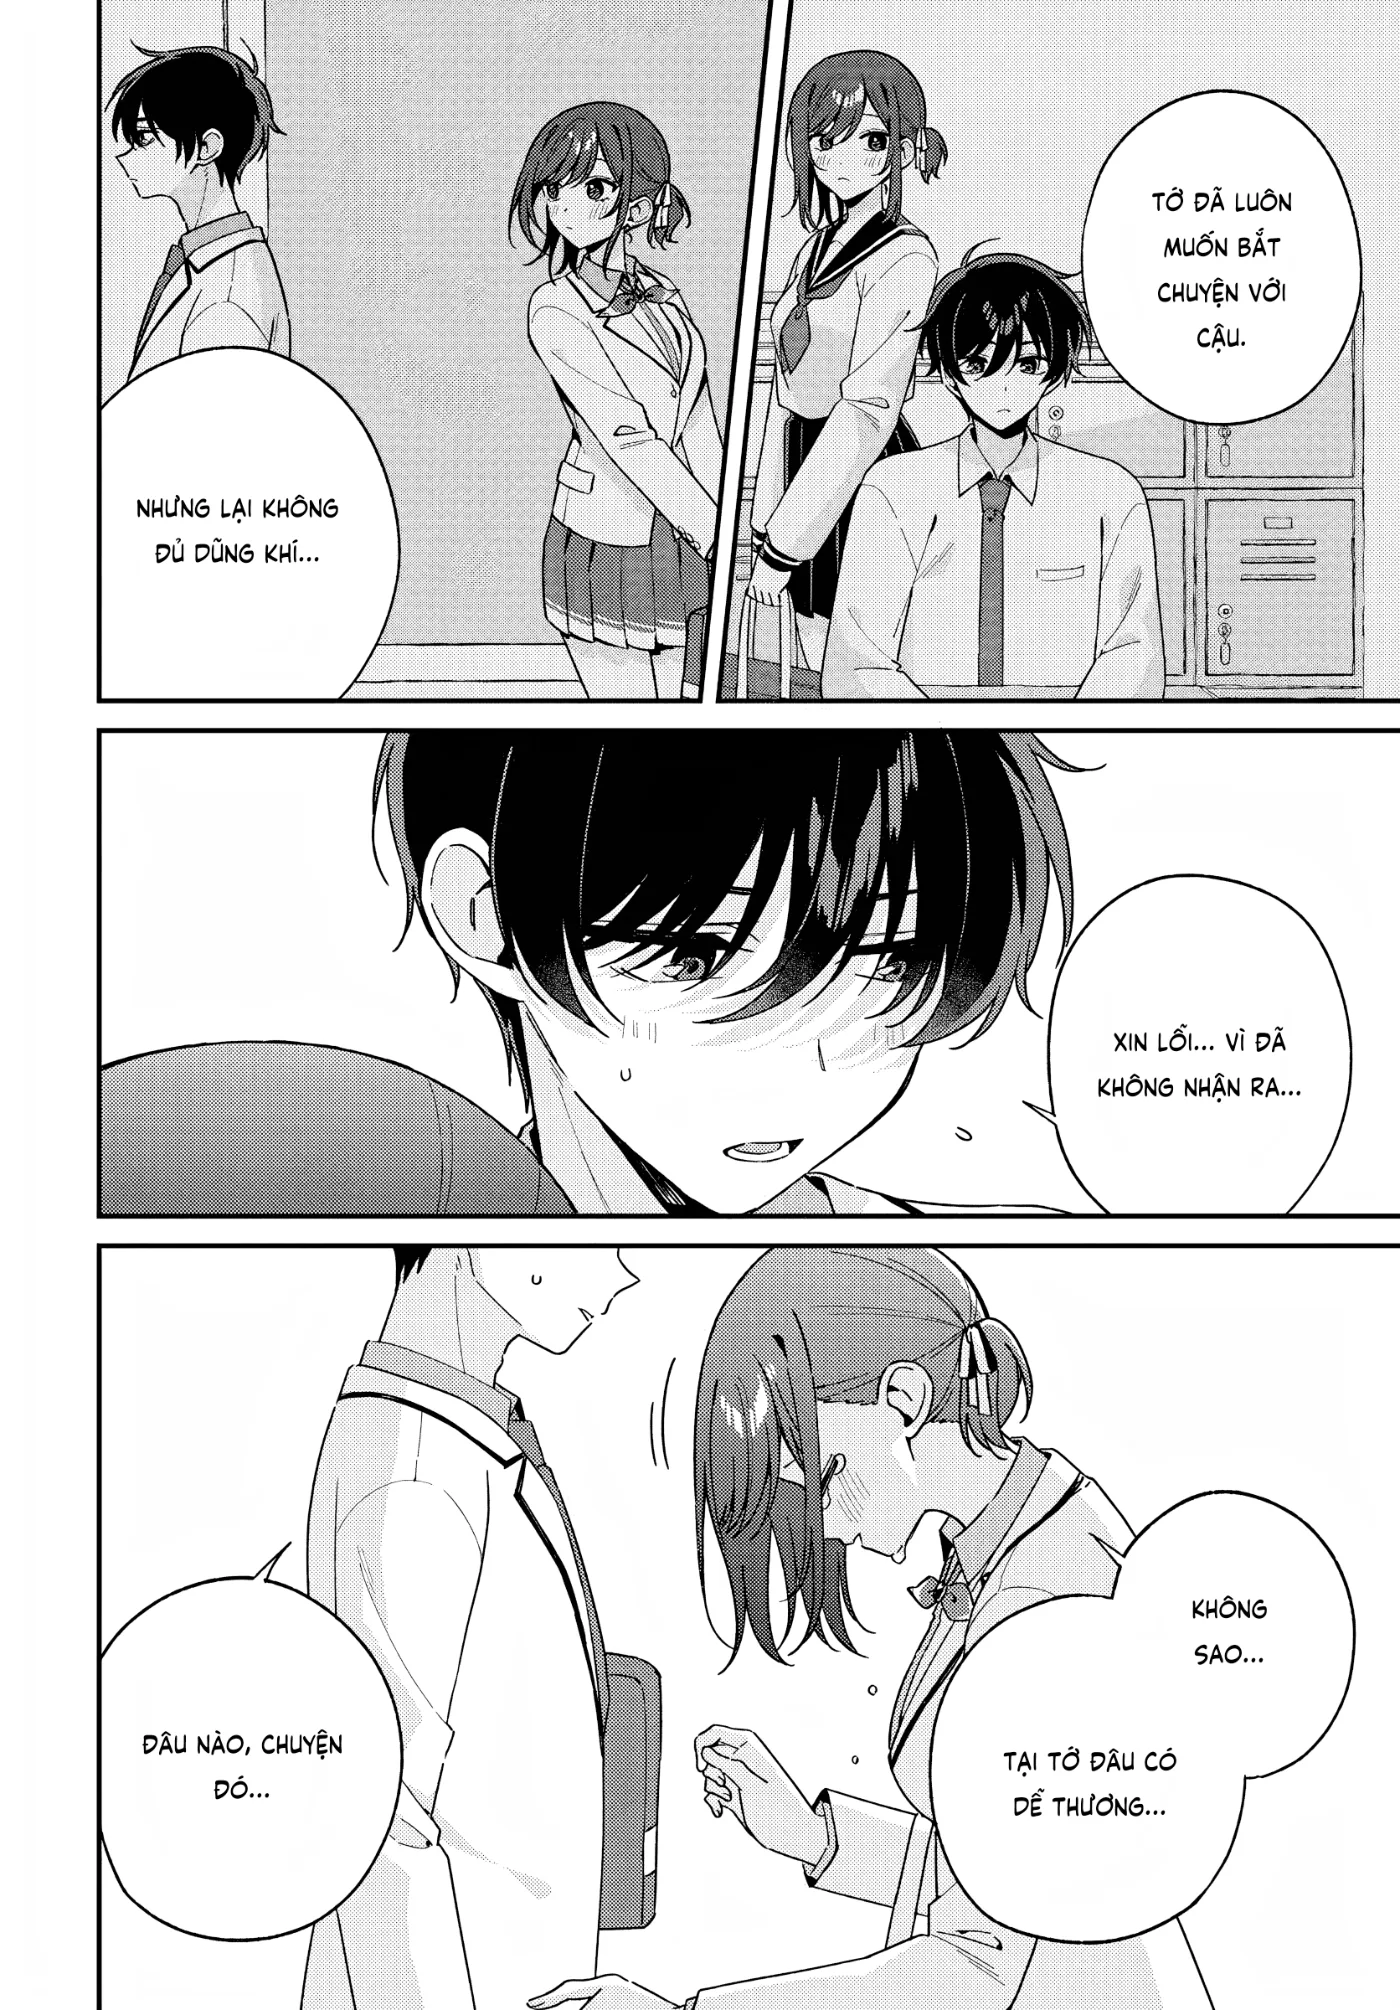 TỚ ĐÃ LUÔN
MUỐN BẮT
CHUYỆN VỚI
CẬU.
NHƯNG LẠI KHÔNG
ĐỦ DŨNG KHÍ...
XIN LỖI... VÌ ĐÃ
KHÔNG NHẬN RA...
KHÔNG
SAO...
TẠI TỚ ĐÂU CÓ
DỄ THƯƠNG...
ĐÂU NÀO, CHUYỆN
ĐÓ...